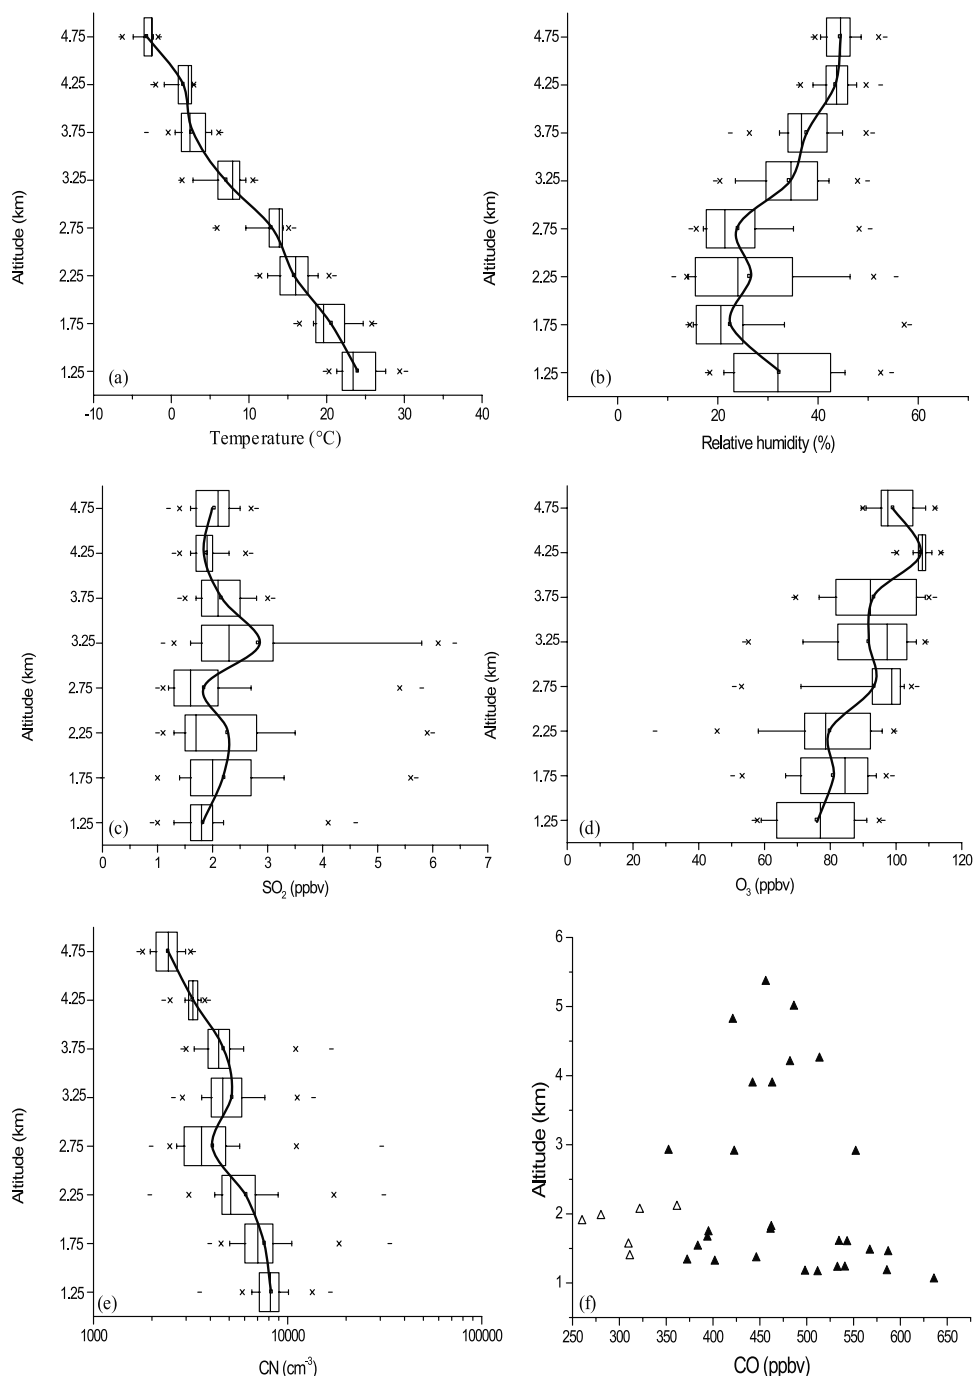 4.75
4.25
3.75
3.25
2.75
2.25
1.75
1.25
Altitude (km)
(a)
-10 0 10 20 30 40
Temperature (°C)
4.75
4.25
3.75
3.25
2.75
2.25
1.75
1.25
Altitude (km)
(b)
0 20 40 60
Relative humidity (%)
4.75
4.25
3.75
3.25
2.75
2.25
1.75
1.25
Altitude (km)
(c)
0 1 2 3 4 5 6 7
SO2 (ppbv)
4.75
4.25
3.75
3.25
2.75
2.25
1.75
1.25
Altitude (km)
(d)
0 20 40 60 80 100 120
O3 (ppbv)
4.75
4.25
3.75
3.25
2.75
2.25
1.75
1.25
Altitude (km)
(e)
1000 10000 100000
CN (cm-3)
6
5
4
3
2
1
Altitude (km)
(f)
250 300 350 400 450 500 550 600 650
CO (ppbv)